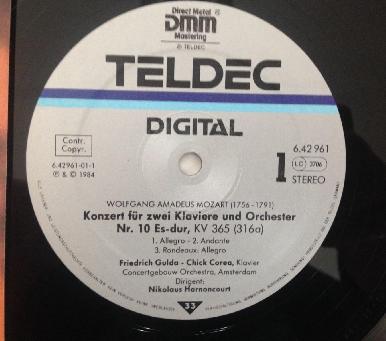 Direct Metal
DMM
Mastering
® TELDEC
TELDEC
DIGITAL
Contr.
Copyr.
6.42961-01-1
℗ & © 1984
1
6.42 961
LC 3706
STEREO
WOLFGANG AMADEUS MOZART (1756-1791)
Konzert für zwei Klaviere und Orchester
Nr. 10 Es-dur, KV 365 (316a)
1. Allegro - 2. Andante
3. Rondeaux: Allegro
Friedrich Gulda - Chick Corea, Klavier
Concertgebouw Orchestra, Amsterdam
Dirigent:
Nikolaus Harnoncourt
33